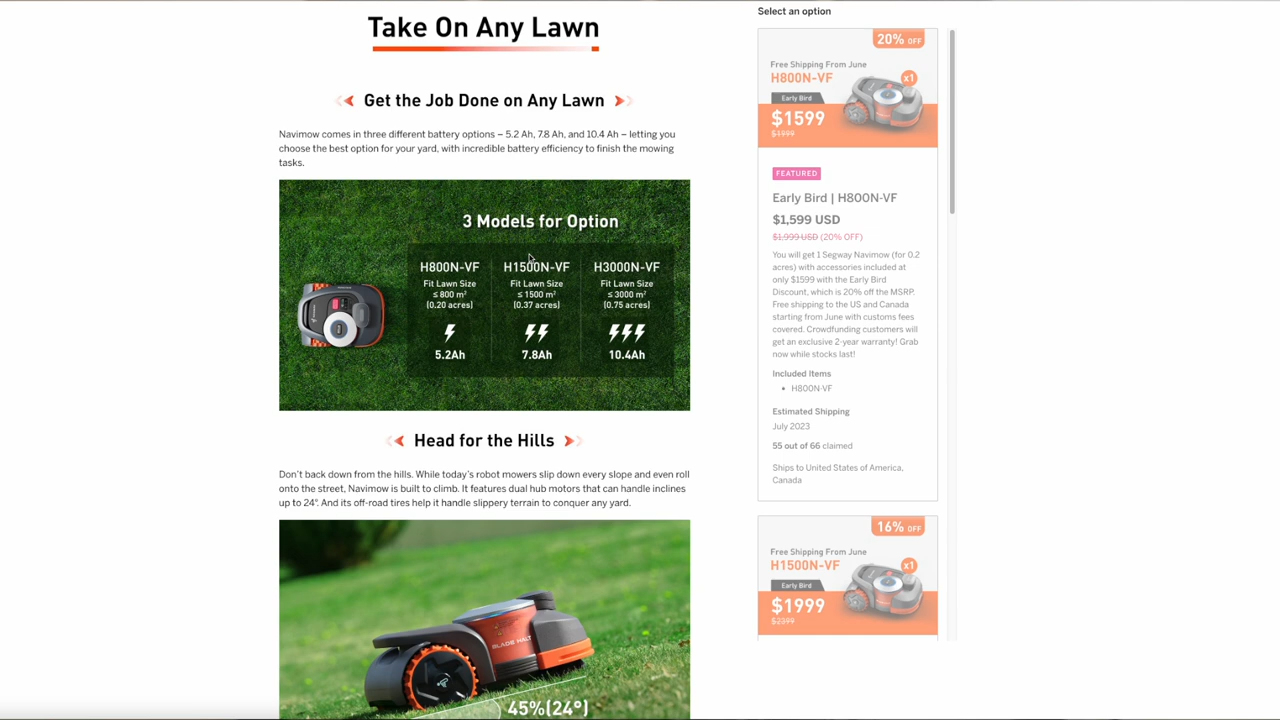 Take On Any Lawn
Get the Job Done on Any Lawn
Navimow comes in three different battery options – 5.2 Ah, 7.8 Ah, and 10.4 Ah – letting you
choose the best option for your yard, with incredible battery efficiency to finish the mowing
tasks.
3 Models for Option
H800N-VF
Fit Lawn Size
≤ 800 m²
(0.20 acres)
5.2Ah
H1500N-VF
Fit Lawn Size
≤ 1500 m²
(0.37 acres)
7.8Ah
H3000N-VF
Fit Lawn Size
≤ 3000 m²
(0.75 acres)
10.4Ah
Head for the Hills
Don't back down from the hills. While today's robot mowers slip down every slope and even roll
onto the street, Navimow is built to climb. It features dual hub motors that can handle inclines
up to 24°. And its off-road tires help it handle slippery terrain to conquer any yard.
BLADE HALT
45%(24°)
Select an option
20% OFF
Free Shipping From June
H800N-VF
x1
Early Bird
$1599
$1999
FEATURED
Early Bird | H800N-VF
$1,599 USD
$1,999 USD (20% OFF)
You will get 1 Segway Navimow (for 0.2
acres) with accessories included at
only $1599 with the Early Bird
Discount, which is 20% off the MSRP.
Free shipping to the US and Canada
starting from June with customs fees
covered. Crowdfunding customers will
get an exclusive 2-year warranty! Grab
now while stocks last!
Included Items
• H800N-VF
Estimated Shipping
July 2023
55 out of 66 claimed
Ships to United States of America,
Canada
16% OFF
Free Shipping From June
H1500N-VF
x1
Early Bird
$1999
$2399